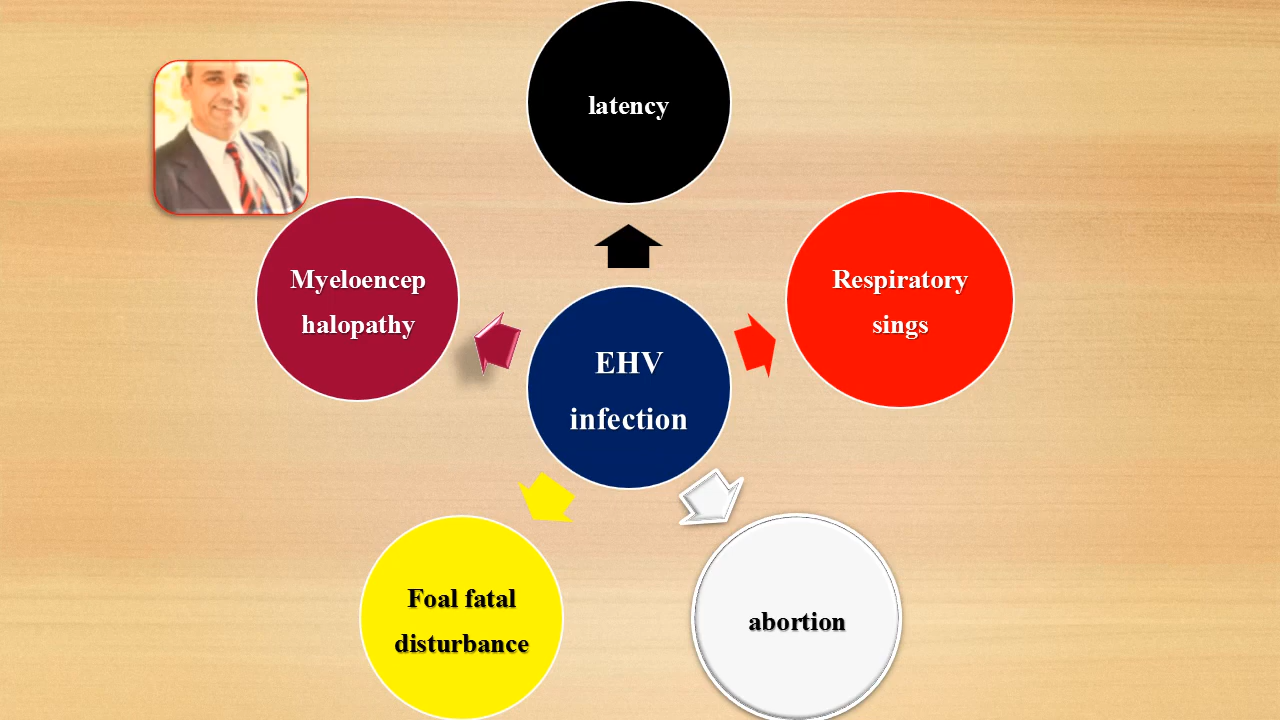 latency
Myeloencep
halopathy
Respiratory
sings
EHV
infection
Foal fatal
disturbance
abortion